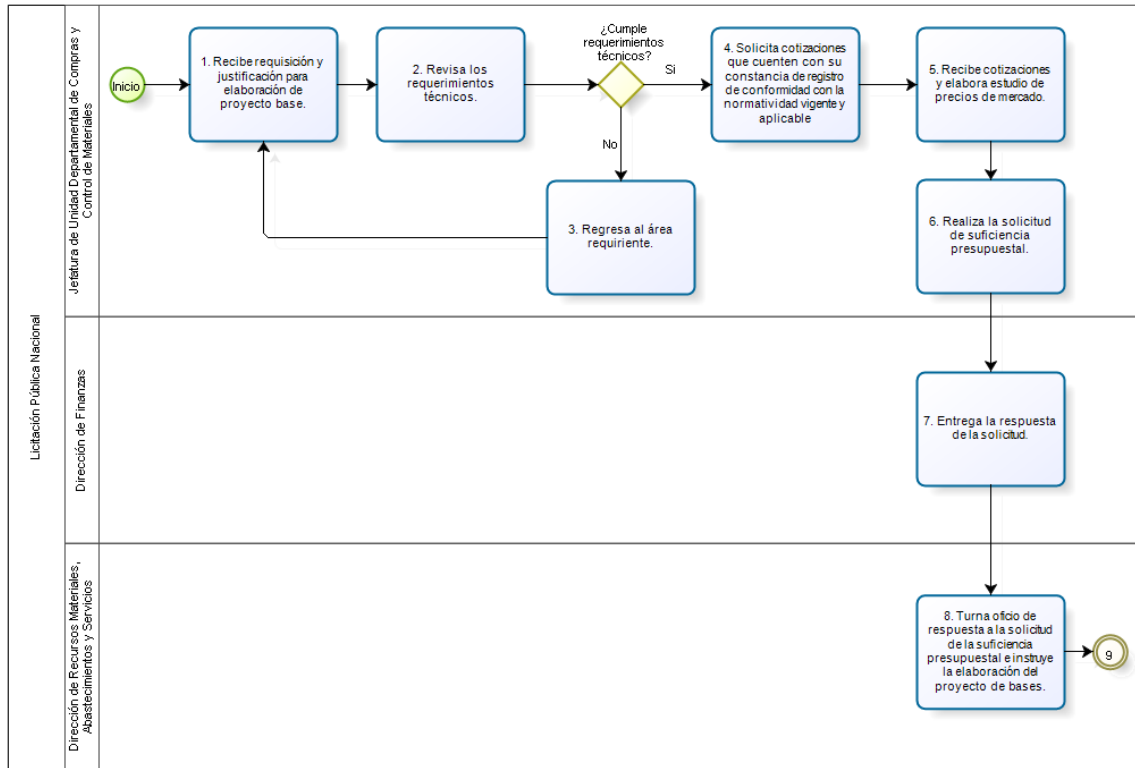 Licitación Pública Nacional
Jefatura de Unidad Departamental de Compras y
Control de Materiales
Inicio
1. Recibe requisición y
justificación para
elaboración de
proyecto base.
2. Revisa los
requerimientos
técnicos.
¿Cumple
requerimientos
técnicos?
Si
No
3. Regresa al área
requiriente.
4. Solicita cotizaciones
que cuenten con su
constancia de registro
de conformidad con la
normatividad vigente y
aplicable
5. Recibe cotizaciones
y elabora estudio de
precios de mercado.
6. Realiza la solicitud
de suficiencia
presupuestal.
Dirección de Finanzas
7. Entrega la respuesta
de la solicitud.
Dirección de Recursos Materiales,
Abastecimientos y Servicios
8. Turna oficio de
respuesta a la solicitud
de la suficiencia
presupuestal e instruye
la elaboración del
proyecto de bases.
9